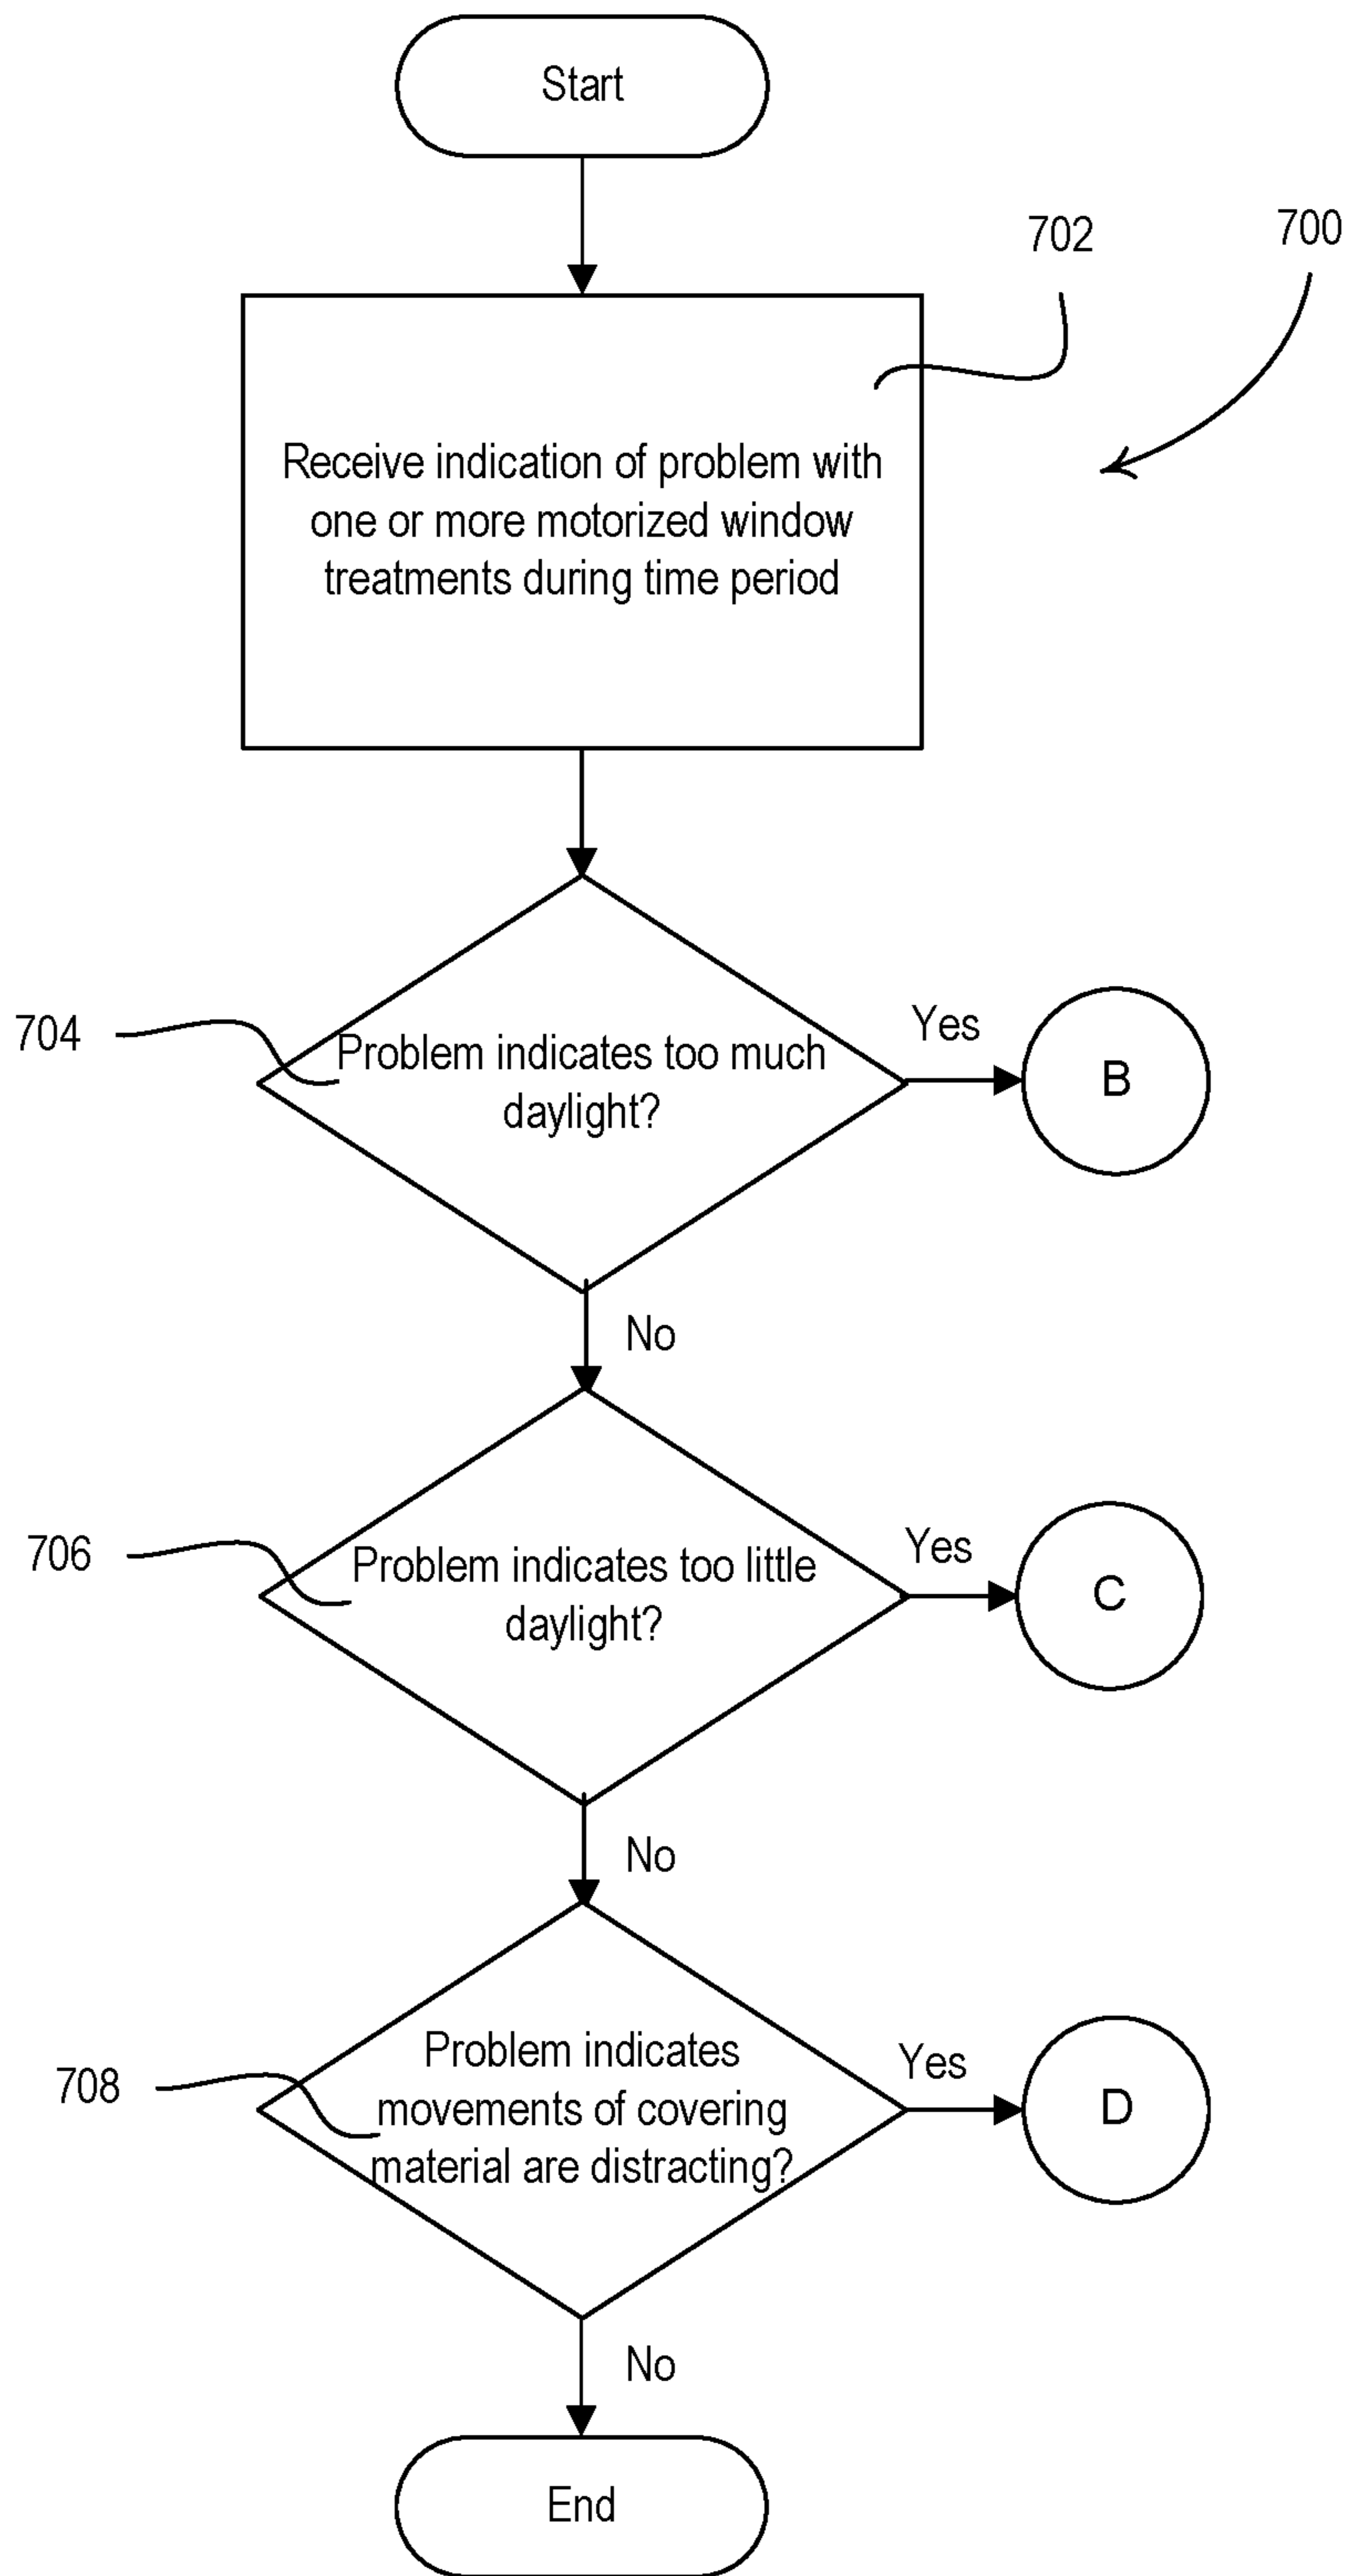 Start
702
700
Receive indication of problem with
one or more motorized window
treatments during time period
704
Problem indicates too much
daylight?
Yes
B
No
706
Problem indicates too little
daylight?
Yes
C
No
708
Problem indicates
movements of covering
material are distracting?
Yes
D
No
End